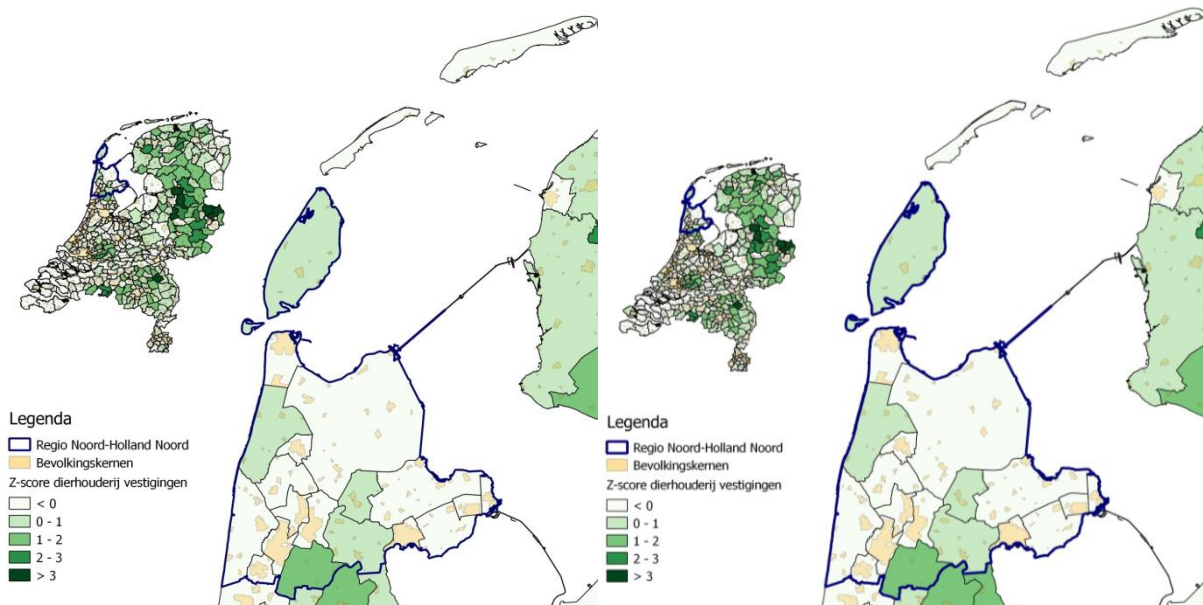 Legenda
Regio Noord-Holland Noord
Bevolkingskernen
Z-score dierhouderij vestigingen
< 0
0 - 1
1 - 2
2 - 3
> 3
Legenda
Regio Noord-Holland Noord
Bevolkingskernen
Z-score dierhouderij vestigingen
< 0
0 - 1
1 - 2
2 - 3
> 3